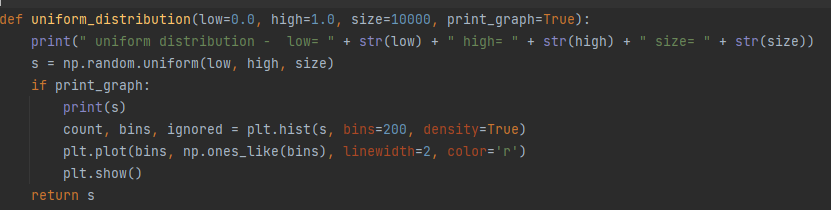 def uniform_distribution(low=0.0, high=1.0, size=10000, print_graph=True):
    print(" uniform distribution -  low= " + str(low) + " high= " + str(high) + " size= " + str(size))
    s = np.random.uniform(low, high, size)
    if print_graph:
        print(s)
        count, bins, ignored = plt.hist(s, bins=200, density=True)
        plt.plot(bins, np.ones_like(bins), linewidth=2, color='r')
        plt.show()
    return s